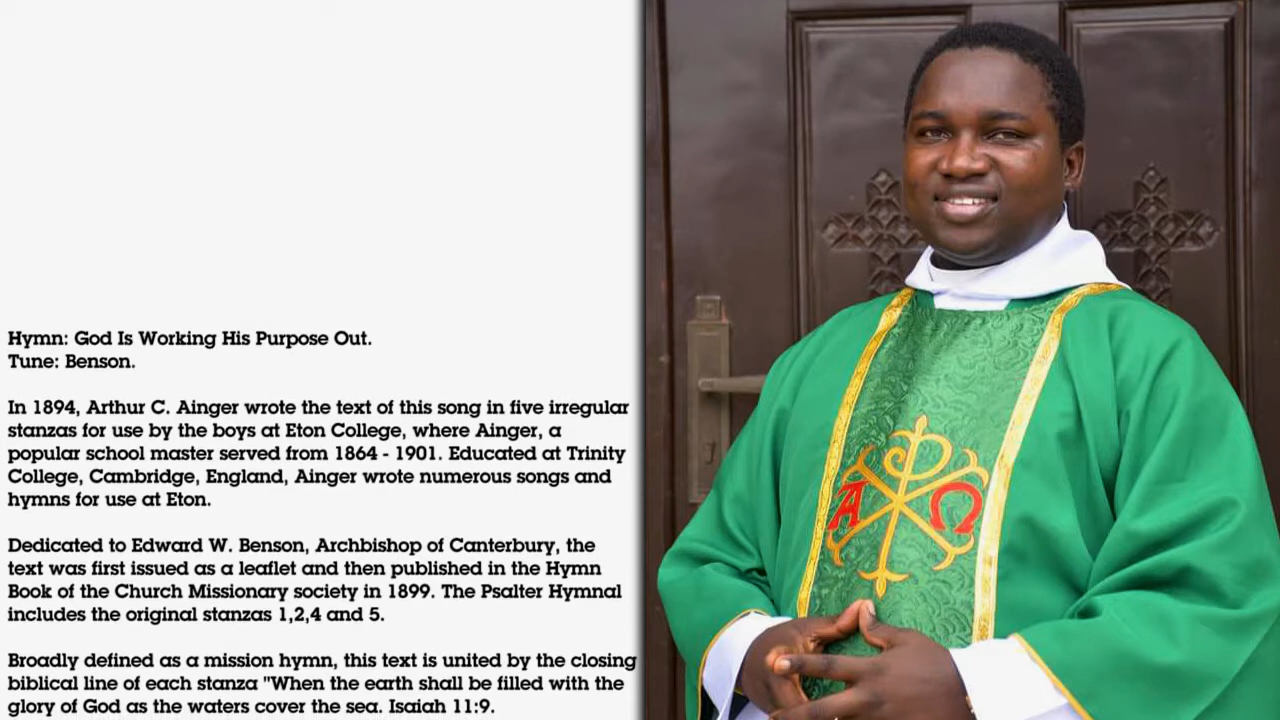 Hymn: God Is Working His Purpose Out.
Tune: Benson.
In 1894, Arthur C. Ainger wrote the text of this song in five irregular
stanzas for use by the boys at Eton College, where Ainger, a
popular school master served from 1864 - 1901. Educated at Trinity
College, Cambridge, England, Ainger wrote numerous songs and
hymns for use at Eton.
Dedicated to Edward W. Benson, Archbishop of Canterbury, the
text was first issued as a leaflet and then published in the Hymn
Book of the Church Missionary society in 1899. The Psalter Hymnal
includes the original stanzas 1,2,4 and 5.
Broadly defined as a mission hymn, this text is united by the closing
biblical line of each stanza "When the earth shall be filled with the
glory of God as the waters cover the sea. Isaiah 11:9.
Α Ω